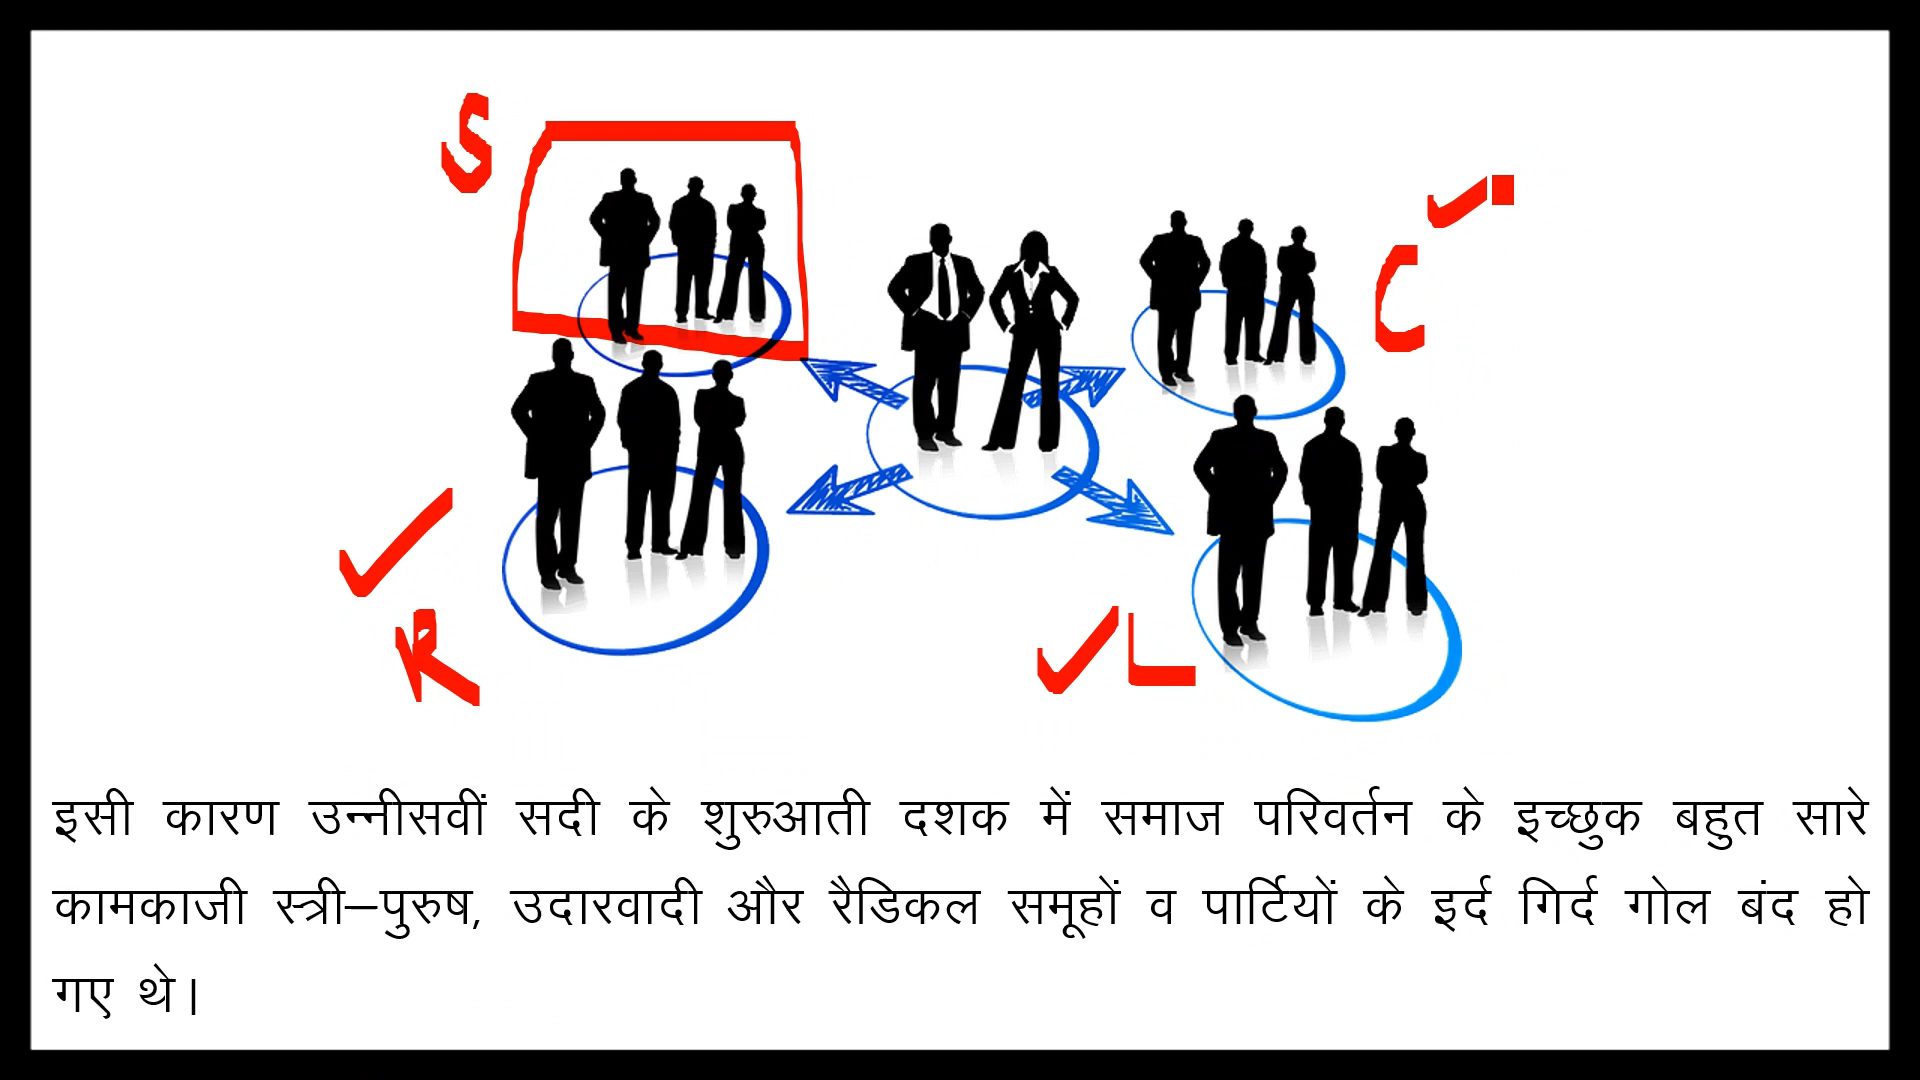 S
C
R
L
इसी कारण उन्नीसवीं सदी के शुरुआती दशक में समाज परिवर्तन के इच्छुक बहुत सारे
कामकाजी स्त्री–पुरुष, उदारवादी और रैडिकल समूहों व पार्टियों के इर्द गिर्द गोल बंद हो
गए थे।